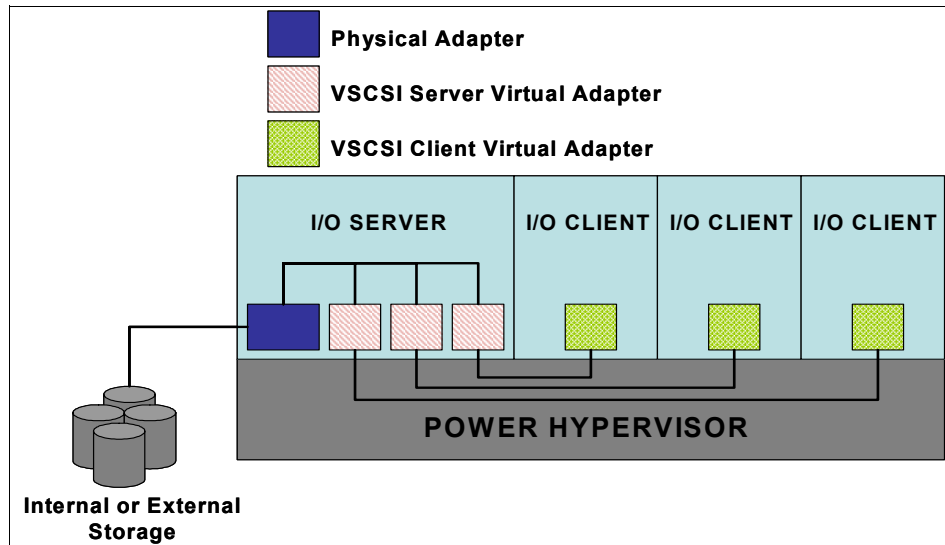 Physical Adapter
VSCSI Server Virtual Adapter
VSCSI Client Virtual Adapter
I/O SERVER
I/O CLIENT
I/O CLIENT
I/O CLIENT
POWER HYPERVISOR
Internal or External
Storage